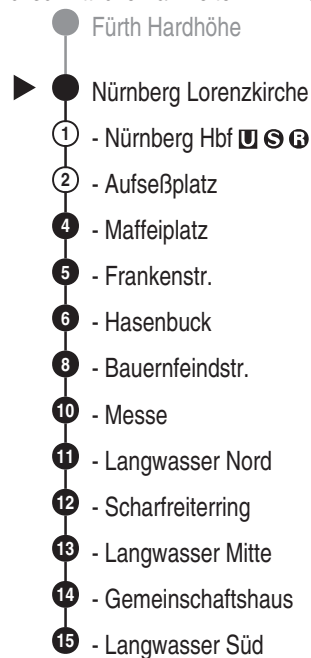 Fürth Hardhöhe
Nürnberg Lorenzkirche
1 - Nürnberg Hbf U S R
2 - Aufseßplatz
4 - Maffeiplatz
5 - Frankenstr.
6 - Hasenbuck
8 - Bauernfeindstr.
10 - Messe
11 - Langwasser Nord
12 - Scharfreiterring
13 - Langwasser Mitte
14 - Gemeinschaftshaus
15 - Langwasser Süd